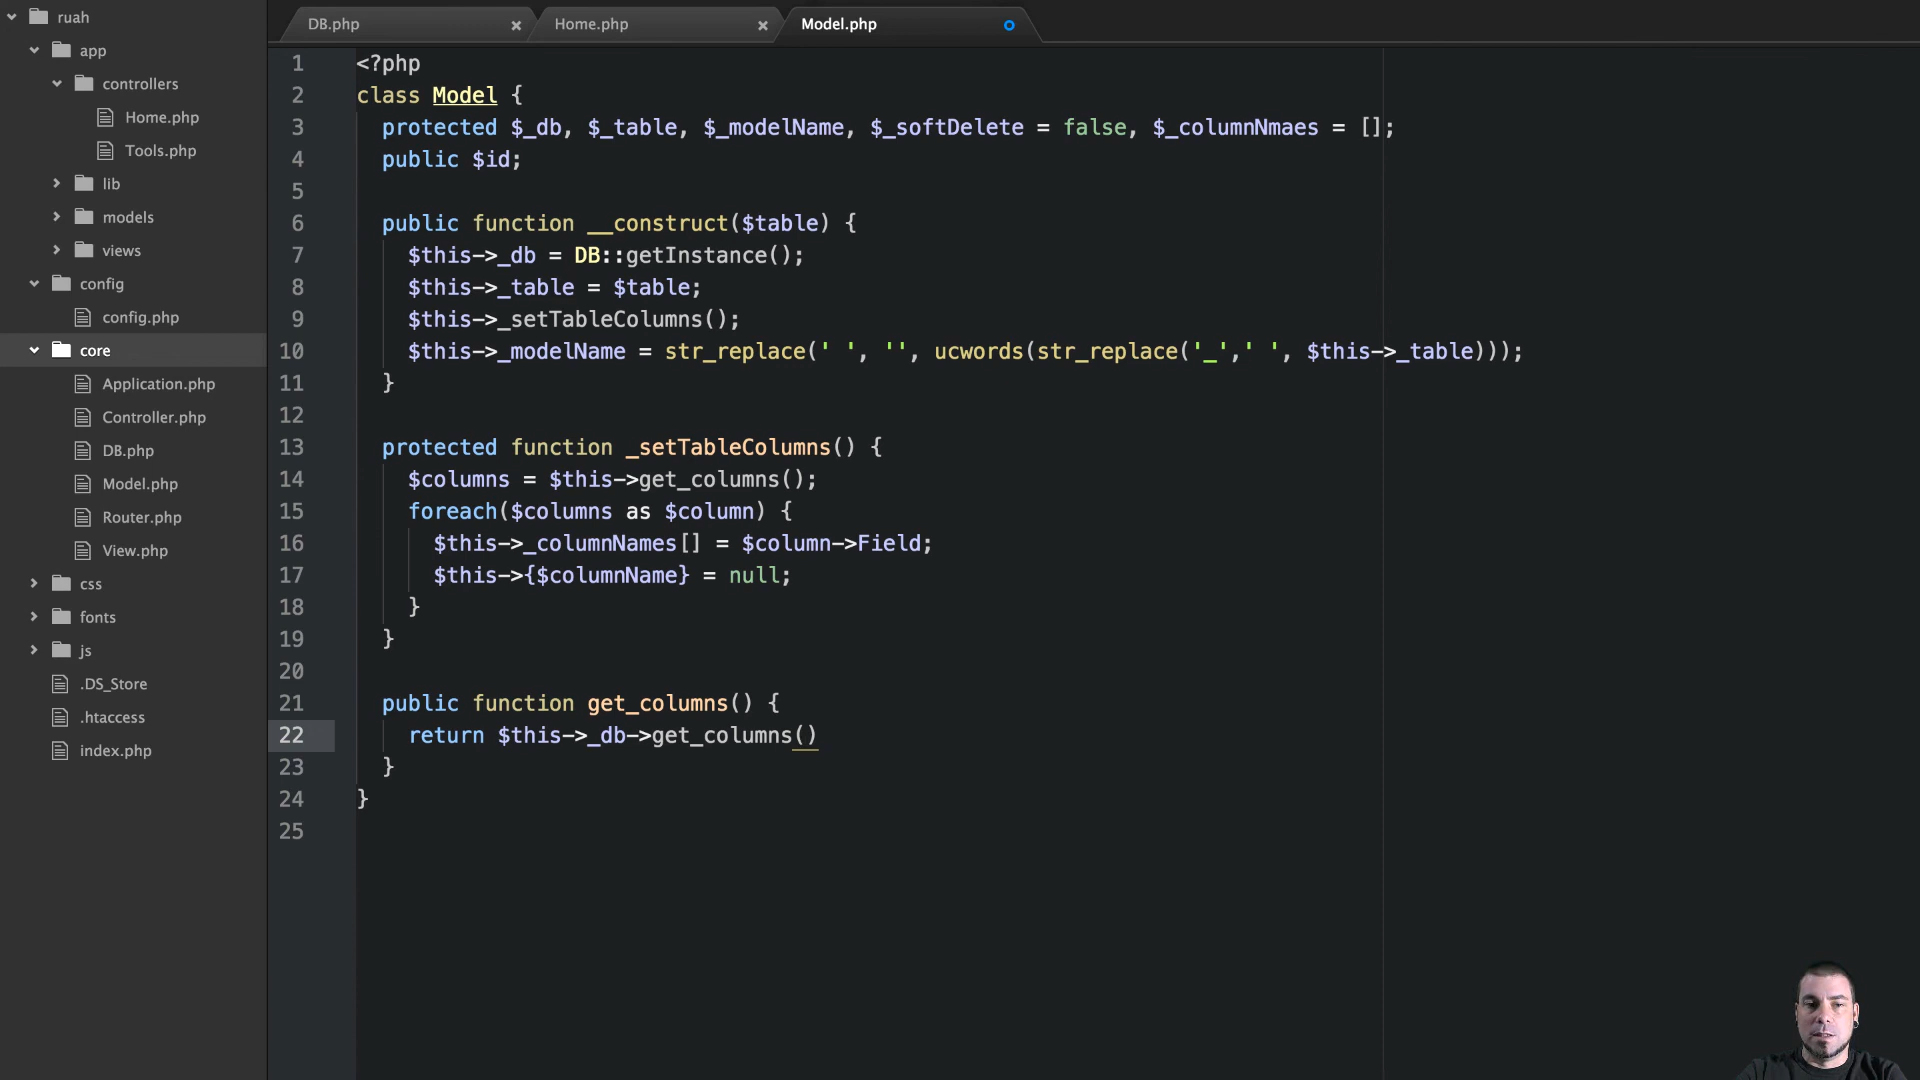 ruah
app
controllers
Home.php
Tools.php
lib
models
views
config
config.php
core
Application.php
Controller.php
DB.php
Model.php
Router.php
View.php
css
fonts
js
.DS_Store
.htaccess
index.php
DB.php
Home.php
Model.php
1 <?php
2 class Model {
3 protected $_db, $_table, $_modelName, $_softDelete = false, $_columnNmaes = [];
4 public $id;
5
6 public function __construct($table) {
7 $this->_db = DB::getInstance();
8 $this->_table = $table;
9 $this->_setTableColumns();
10 $this->_modelName = str_replace(' ', '', ucwords(str_replace('_',' ', $this->_table)));
11 }
12
13 protected function _setTableColumns() {
14 $columns = $this->get_columns();
15 foreach($columns as $column) {
16 $this->_columnNames[] = $column->Field;
17 $this->{$columnName} = null;
18 }
19 }
20
21 public function get_columns() {
22 return $this->_db->get_columns()
23 }
24 }
25